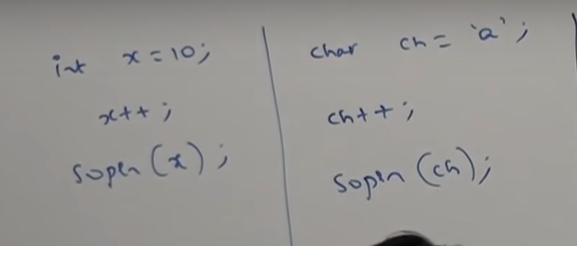 int x = 10;
x++;
sopln(x);
char ch = 'a';
ch++;
sopln(ch);